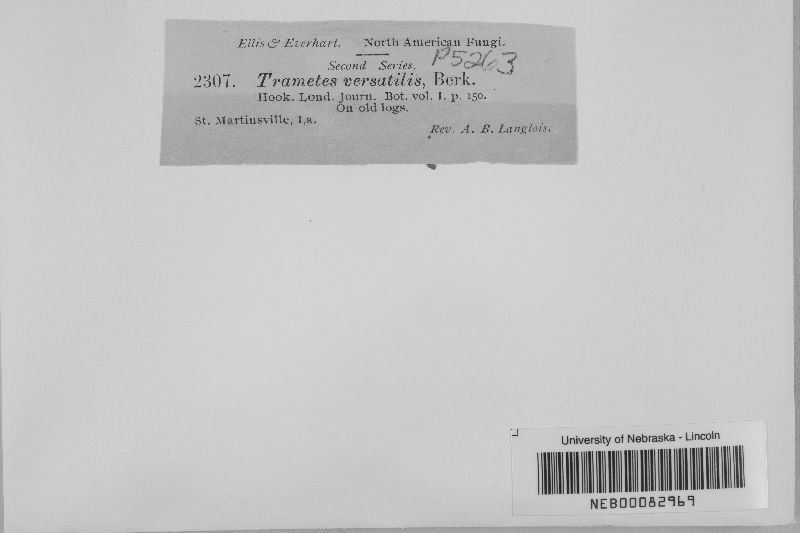 Ellis & Everhart. North American Fungi.
Second Series.
P5263
2307. Trametes versatilis, Berk.
Hook. Lond. Journ. Bot. vol. I. p. 150.
On old logs.
St. Martinsville, La.
Rev. A. B. Langlois.
University of Nebraska - Lincoln
NEB00082969